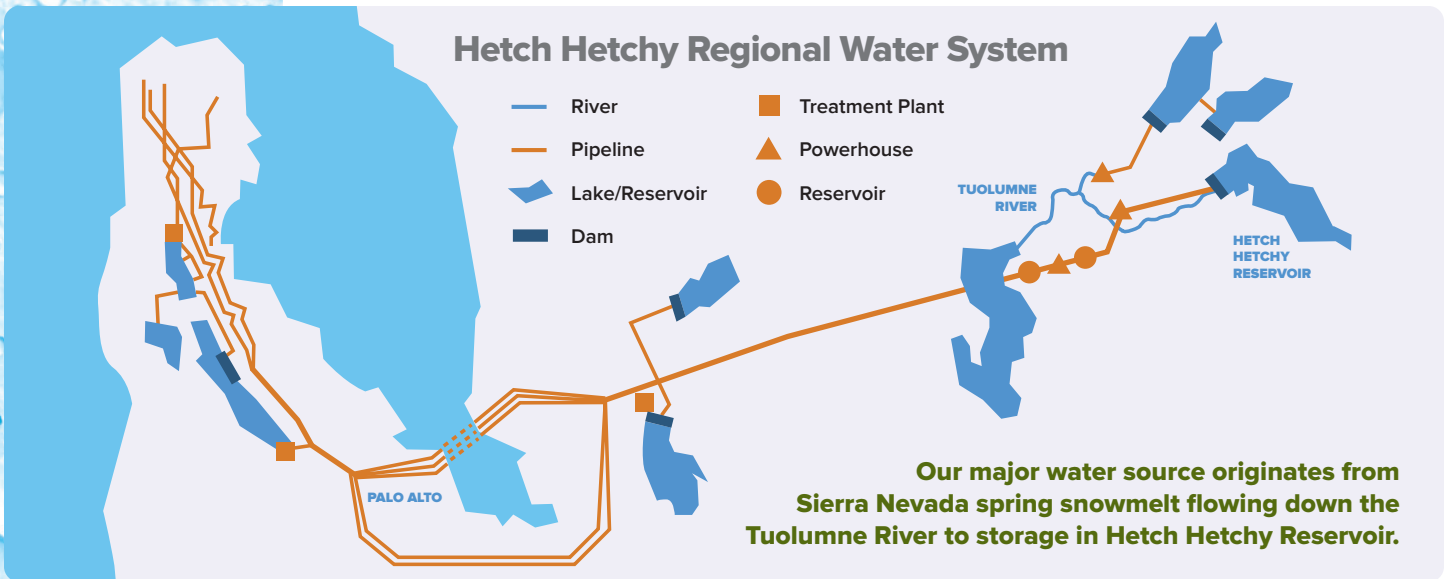 Hetch Hetchy Regional Water System
River
Pipeline
Lake/Reservoir
Dam
Treatment Plant
Powerhouse
Reservoir
TUOLUMNE
RIVER
HETCH
HETCHY
RESERVOIR
PALO ALTO
Our major water source originates from
Sierra Nevada spring snowmelt flowing down the
Tuolumne River to storage in Hetch Hetchy Reservoir.